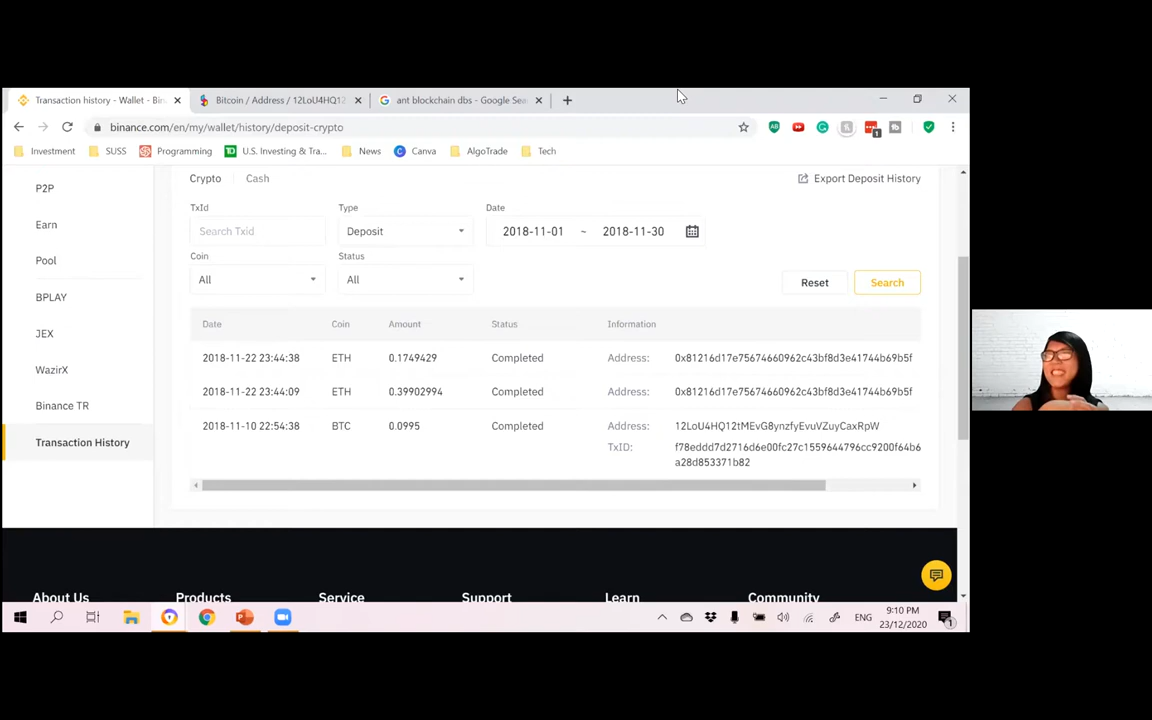 Transaction history - Wallet - Bin
Bitcoin / Address / 12LoU4HQ12
ant blockchain dbs - Google Sea
binance.com/en/my/wallet/history/deposit-crypto
Investment SUSS Programming U.S. Investing & Tra... News Canva AlgoTrade Tech
P2P
Earn
Pool
BPLAY
JEX
WazirX
Binance TR
Transaction History
Crypto Cash Export Deposit History
TxId Type Date
Search Txid Deposit 2018-11-01 ~ 2018-11-30
Coin Status
All All Reset Search
Date Coin Amount Status Information
2018-11-22 23:44:38 ETH 0.1749429 Completed Address: 0x81216d17e75674660962c43bf8d3e41744b69b5f
2018-11-22 23:44:09 ETH 0.39902994 Completed Address: 0x81216d17e75674660962c43bf8d3e41744b69b5f
2018-11-10 22:54:38 BTC 0.0995 Completed Address: 12LoU4HQ12tMEvG8ynzfyEvuVZuyCaxRpW
TxID: f78eddd7d2716d6e00fc27c1559644796cc9200f64b6
a28d853371b82
About Us Products Service Support Learn Community
ENG
9:10 PM
23/12/2020